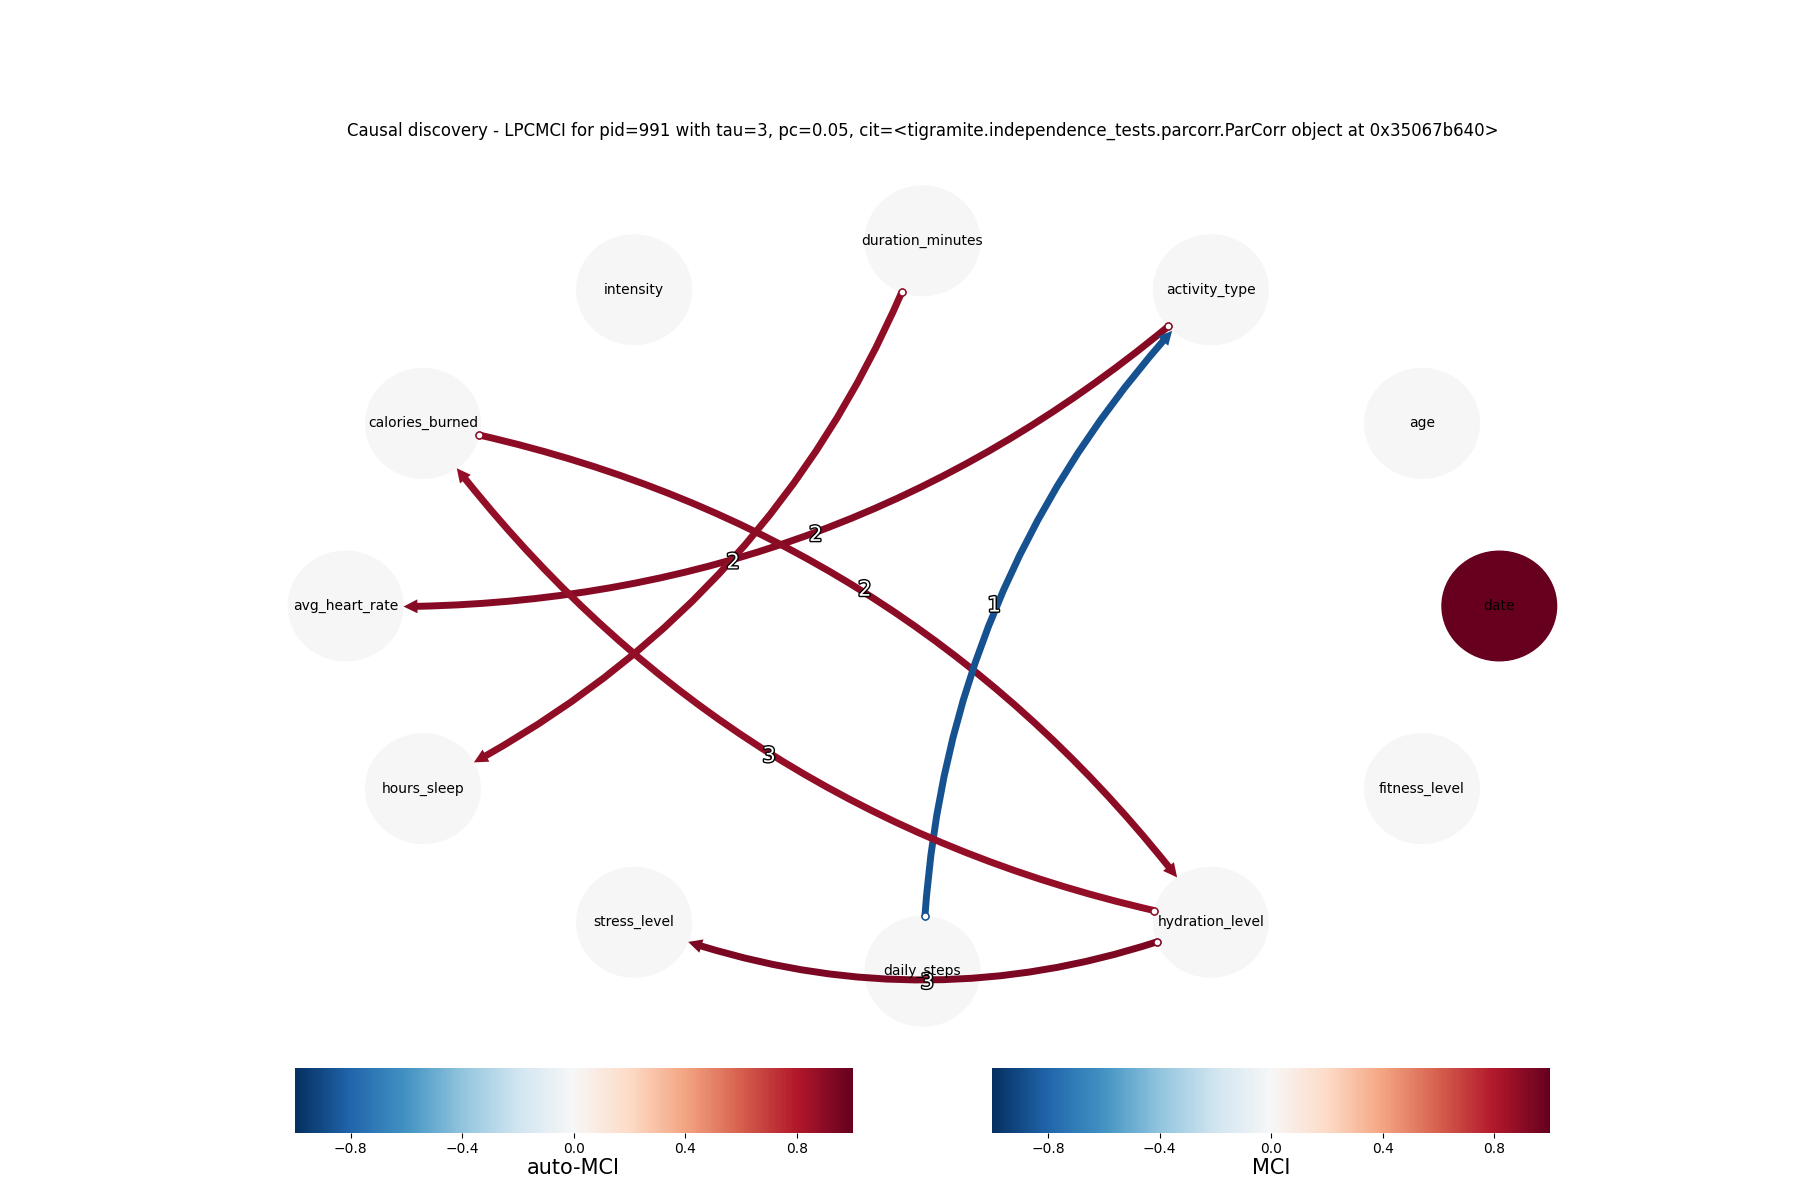 Causal discovery - LPCMCI for pid=991 with tau=3, pc=0.05, cit=<tigramite.independence_tests.parcorr.ParCorr object at 0x35067b640>
duration_minutes
intensity
activity_type
calories_burned
age
2
2
2
1
avg_heart_rate
date
3
hours_sleep
fitness_level
stress_level
hydration_level
daily_steps
3
−0.8 −0.4 0.0 0.4 0.8
auto-MCI
−0.8 −0.4 0.0 0.4 0.8
MCI